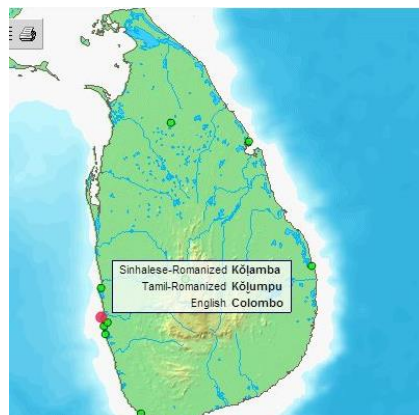 Sinhalese-Romanized Kŏḷamba
Tamil-Romanized Kŏḷumpu
English Colombo